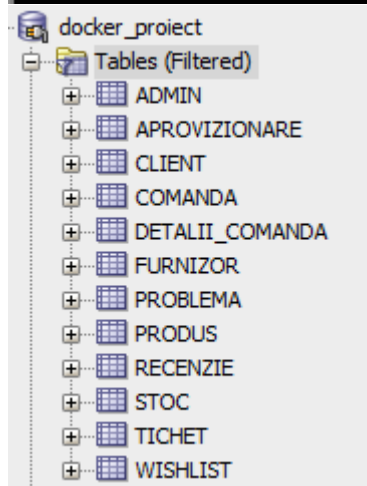 docker_proiect
Tables (Filtered)
ADMIN
APROVIZIONARE
CLIENT
COMANDA
DETALII_COMANDA
FURNIZOR
PROBLEMA
PRODUS
RECENZIE
STOC
TICHET
WISHLIST